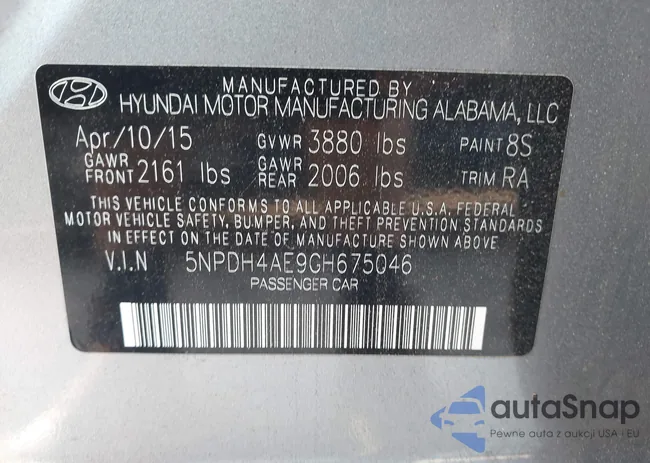 MANUFACTURED BY
HYUNDAI MOTOR MANUFACTURING ALABAMA, LLC
Apr/10/15 GVWR 3880 lbs PAINT 8S
GAWR FRONT 2161 lbs GAWR REAR 2006 lbs TRIM RA
THIS VEHICLE CONFORMS TO ALL APPLICABLE U.S.A. FEDERAL
MOTOR VEHICLE SAFETY, BUMPER, AND THEFT PREVENTION STANDARDS
IN EFFECT ON THE DATE OF MANUFACTURE SHOWN ABOVE.
V.I.N 5NPDH4AE9GH675046
PASSENGER CAR
autoSnap
Pewne auta z aukcji USA i EU